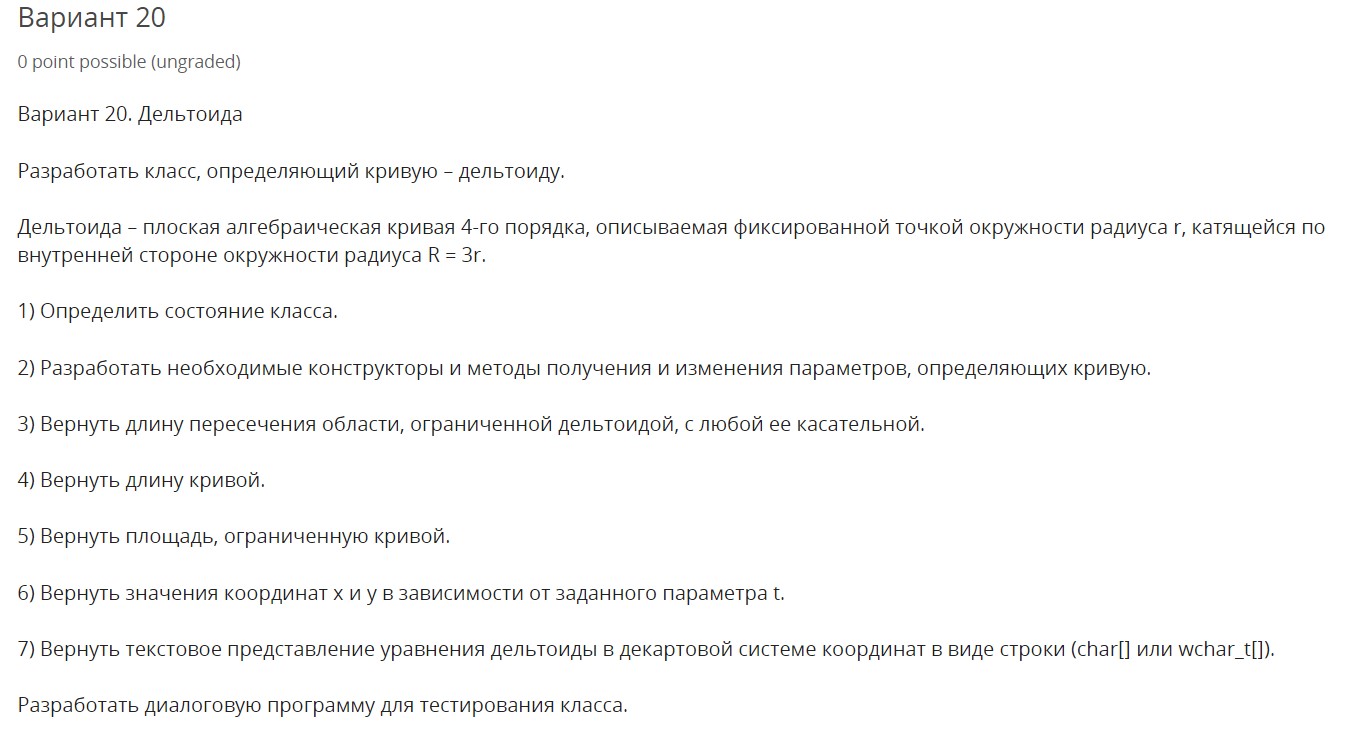 Вариант 20
0 point possible (ungraded)
Вариант 20. Дельтоида
Разработать класс, определяющий кривую – дельтоиду.
Дельтоида – плоская алгебраическая кривая 4-го порядка, описываемая фиксированной точкой окружности радиуса r, катящейся по
внутренней стороне окружности радиуса R = 3r.
1) Определить состояние класса.
2) Разработать необходимые конструкторы и методы получения и изменения параметров, определяющих кривую.
3) Вернуть длину пересечения области, ограниченной дельтоидой, с любой ее касательной.
4) Вернуть длину кривой.
5) Вернуть площадь, ограниченную кривой.
6) Вернуть значения координат x и y в зависимости от заданного параметра t.
7) Вернуть текстовое представление уравнения дельтоиды в декартовой системе координат в виде строки (char[] или wchar_t[]).
Разработать диалоговую программу для тестирования класса.